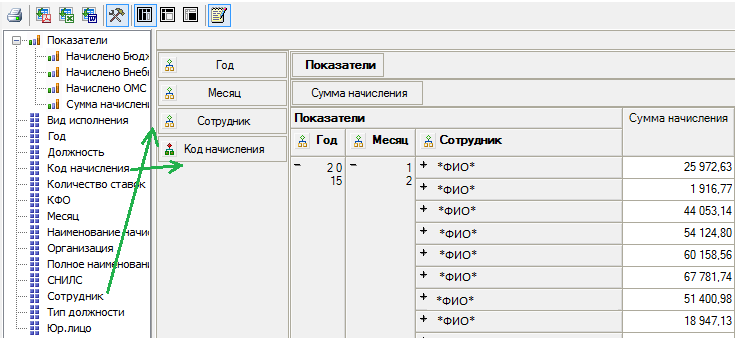 Показатели
Начислено Бюдж
Начислено Внеб
Начислено ОМС
Сумма начислен
Вид исполнения
Год
Должность
Код начисления
Количество ставок
КФО
Месяц
Наименование начи
Организация
Полное наименован
СНИЛС
Сотрудник
Тип должности
Юр.лицо
Год
Месяц
Сотрудник
Код начисления
Показатели
Сумма начисления
Показатели Сумма начисления
Год Месяц Сотрудник
− 2 0 − 1 + *ФИО* 25 972,63
15 2 + *ФИО* 1 916,77
+ *ФИО* 44 053,14
+ *ФИО* 54 124,80
+ *ФИО* 60 158,56
+ *ФИО* 67 781,74
+ *ФИО* 51 400,98
+ *ФИО* 18 947,13